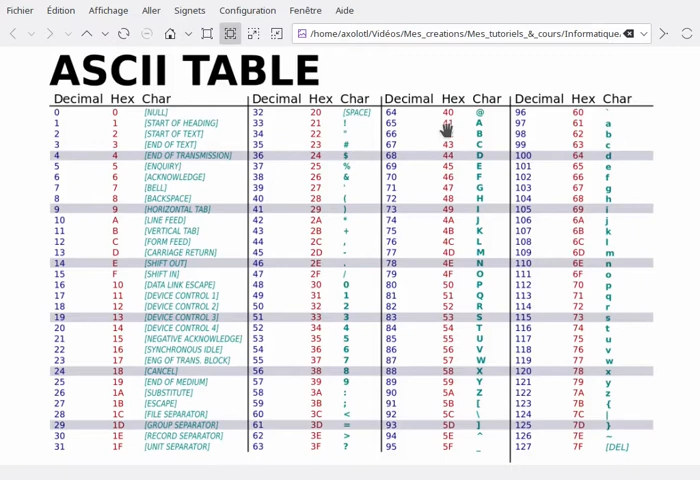 Fichier Édition Affichage Aller Signets Configuration Fenêtre Aide
/home/axolotl/Vidéos/Mes_creations/Mes_tutoriels_&_cours/Informatique
ASCII TABLE
Decimal Hex Char Decimal Hex Char Decimal Hex Char Decimal Hex Char
0 0 [NULL] 32 20 [SPACE] 64 40 @ 96 60 `
1 1 [START OF HEADING] 33 21 ! 65 41 A 97 61 a
2 2 [START OF TEXT] 34 22 " 66 B 98 62 b
3 3 [END OF TEXT] 35 23 # 67 43 C 99 63 c
4 4 [END OF TRANSMISSION] 36 24 $ 68 44 D 100 64 d
5 5 [ENQUIRY] 37 25 % 69 45 E 101 65 e
6 6 [ACKNOWLEDGE] 38 26 & 70 46 F 102 66 f
7 7 [BELL] 39 27 ' 71 47 G 103 67 g
8 8 [BACKSPACE] 40 28 ( 72 48 H 104 68 h
9 9 [HORIZONTAL TAB] 41 29 ) 73 49 I 105 69 i
10 A [LINE FEED] 42 2A * 74 4A J 106 6A j
11 B [VERTICAL TAB] 43 2B + 75 4B K 107 6B k
12 C [FORM FEED] 44 2C , 76 4C L 108 6C l
13 D [CARRIAGE RETURN] 45 2D - 77 4D M 109 6D m
14 E [SHIFT OUT] 46 2E . 78 4E N 110 6E n
15 F [SHIFT IN] 47 2F / 79 4F O 111 6F o
16 10 [DATA LINK ESCAPE] 48 30 0 80 50 P 112 70 p
17 11 [DEVICE CONTROL 1] 49 31 1 81 51 Q 113 71 q
18 12 [DEVICE CONTROL 2] 50 32 2 82 52 R 114 72 r
19 13 [DEVICE CONTROL 3] 51 33 3 83 53 S 115 73 s
20 14 [DEVICE CONTROL 4] 52 34 4 84 54 T 116 74 t
21 15 [NEGATIVE ACKNOWLEDGE] 53 35 5 85 55 U 117 75 u
22 16 [SYNCHRONOUS IDLE] 54 36 6 86 56 V 118 76 v
23 17 [ENG OF TRANS. BLOCK] 55 37 7 87 57 W 119 77 w
24 18 [CANCEL] 56 38 8 88 58 X 120 78 x
25 19 [END OF MEDIUM] 57 39 9 89 59 Y 121 79 y
26 1A [SUBSTITUTE] 58 3A : 90 5A Z 122 7A z
27 1B [ESCAPE] 59 3B ; 91 5B [ 123 7B {
28 1C [FILE SEPARATOR] 60 3C < 92 5C \ 124 7C |
29 1D [GROUP SEPARATOR] 61 3D = 93 5D ] 125 7D }
30 1E [RECORD SEPARATOR] 62 3E > 94 5E ^ 126 7E ~
31 1F [UNIT SEPARATOR] 63 3F ? 95 5F _ 127 7F [DEL]